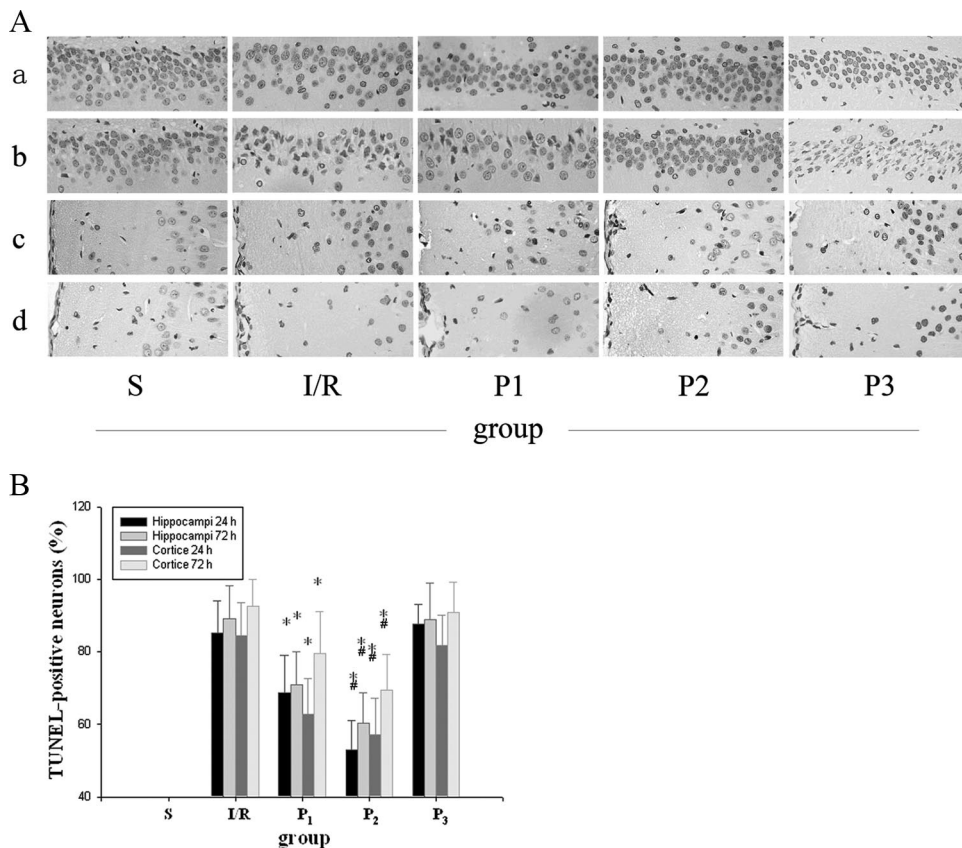 A
a
b
c
d
S I/R P1 P2 P3
group
B
TUNEL-positive neurons (%)
120
100
80
60
40
Hippocampi 24 h
Hippocampi 72 h
Cortice 24 h
Cortice 72 h
* * * *
*# *# *# *#
S I/R P1 P2 P3
group